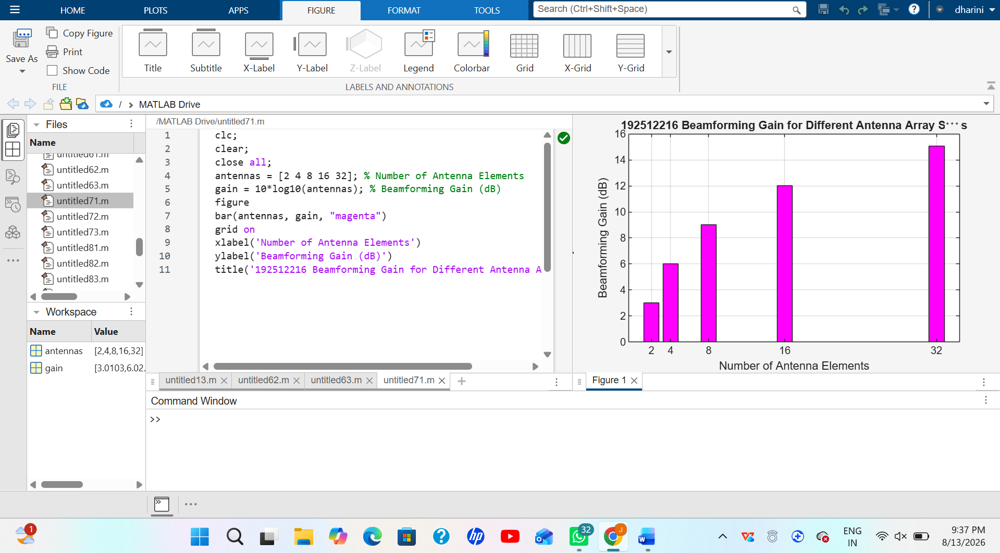 HOME PLOTS APPS FIGURE FORMAT TOOLS Search (Ctrl+Shift+Space) ? dharini
Save As
Copy Figure
Print
Show Code
FILE
Title Subtitle X-Label Y-Label Z-Label Legend Colorbar Grid X-Grid Y-Grid
LABELS AND ANNOTATIONS
/ › MATLAB Drive
Files
Name
untitled61.m
untitled62.m
untitled63.m
untitled71.m
untitled72.m
untitled73.m
untitled81.m
untitled82.m
untitled83.m
Workspace
Name Value
antennas [2,4,8,16,32]
gain [3.0103,6.02
/MATLAB Drive/untitled71.m
1 clc;
2 clear;
3 close all;
4 antennas = [2 4 8 16 32]; % Number of Antenna Elements
5 gain = 10*log10(antennas); % Beamforming Gain (dB)
6 figure
7 bar(antennas, gain, "magenta")
8 grid on
9 xlabel('Number of Antenna Elements')
10 ylabel('Beamforming Gain (dB)')
11 title('192512216 Beamforming Gain for Different Antenna A
untitled13.m untitled62.m untitled63.m untitled71.m
192512216 Beamforming Gain for Different Antenna Array S s
Beamforming Gain (dB)
16
14
12
10
8
6
4
2
0
2 4 8 16 32
Number of Antenna Elements
Figure 1
Command Window
>>
1
hp
32
J
W
ENG
IN
9:37 PM
8/13/2026